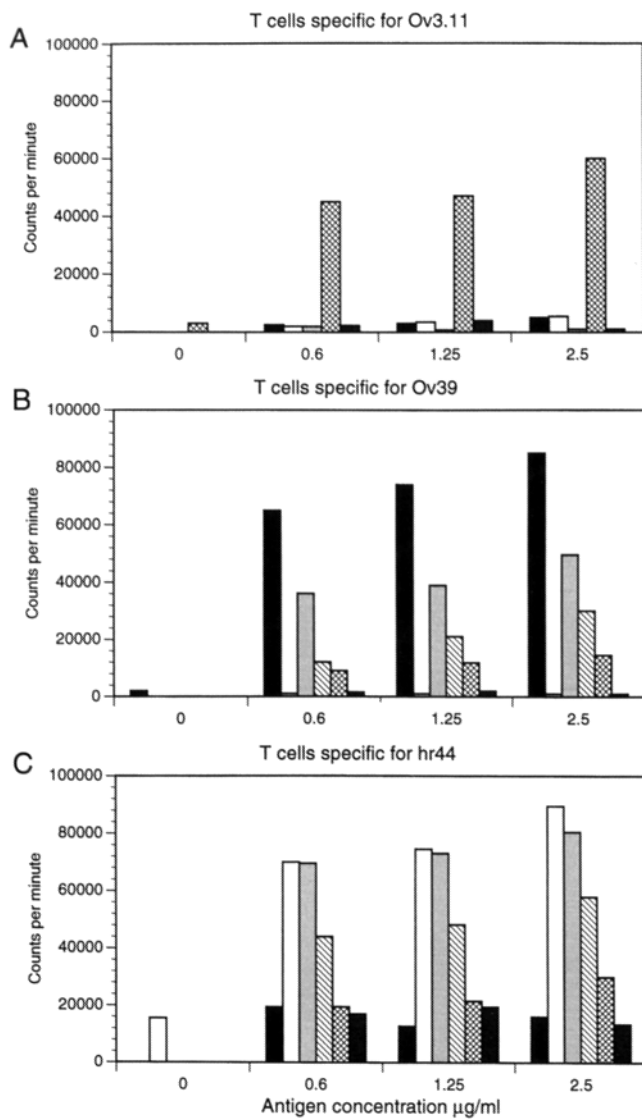 T cells specific for Ov3.11
A
100000
80000
60000
40000
20000
0
Counts per minute
0 0.6 1.25 2.5
T cells specific for Ov39
B
100000
80000
60000
40000
20000
0
Counts per minute
0 0.6 1.25 2.5
T cells specific for hr44
C
100000
80000
60000
40000
20000
0
Counts per minute
0 0.6 1.25 2.5
Antigen concentration μg/ml